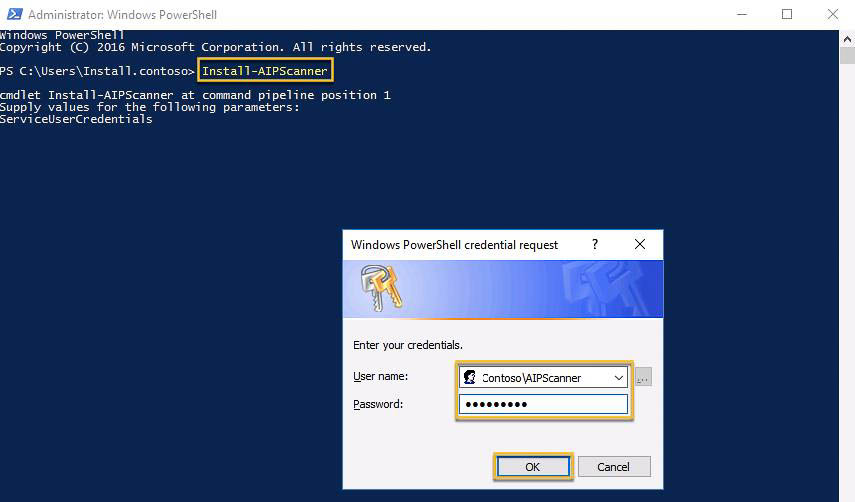 Administrator: Windows PowerShell
Windows PowerShell
Copyright (C) 2016 Microsoft Corporation. All rights reserved.
PS C:\Users\Install.contoso> Install-AIPScanner
cmdlet Install-AIPScanner at command pipeline position 1
Supply values for the following parameters:
ServiceUserCredentials
Windows PowerShell credential request
?
Enter your credentials.
User name: Contoso\AIPScanner
...
Password: ●●●●●●●●●
OK Cancel